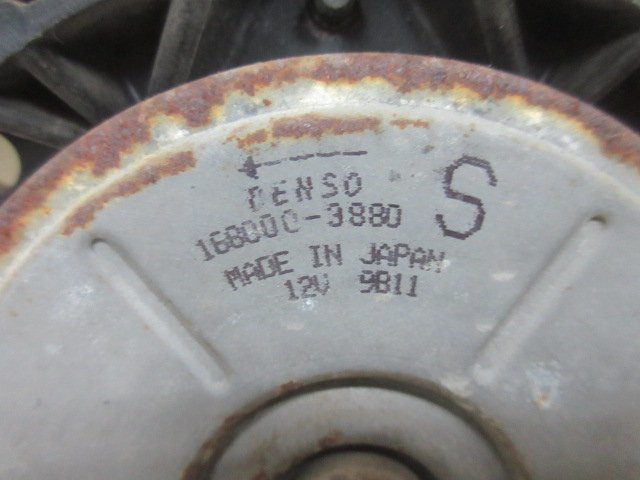 DENSO
168000-3880
S
MADE IN JAPAN
12V 9B11